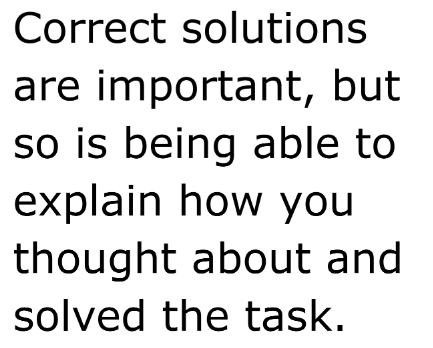 Correct solutions
are important, but
so is being able to
explain how you
thought about and
solved the task.